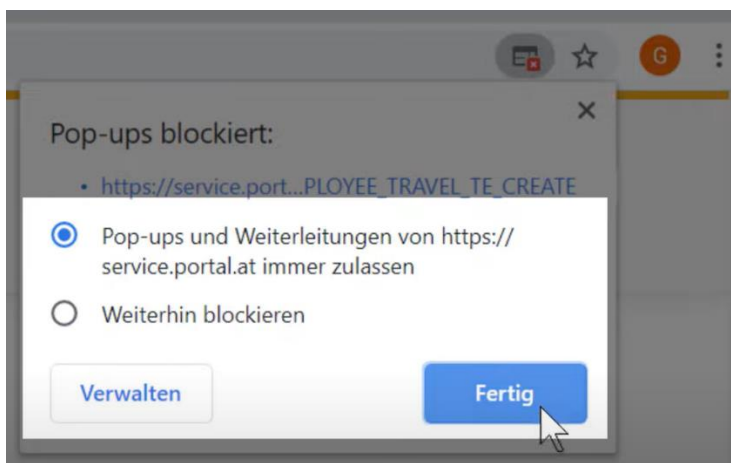 G
Pop-ups blockiert:
• https://service.port...PLOYEE_TRAVEL_TE_CREATE
Pop-ups und Weiterleitungen von https://
service.portal.at immer zulassen
Weiterhin blockieren
Verwalten
Fertig